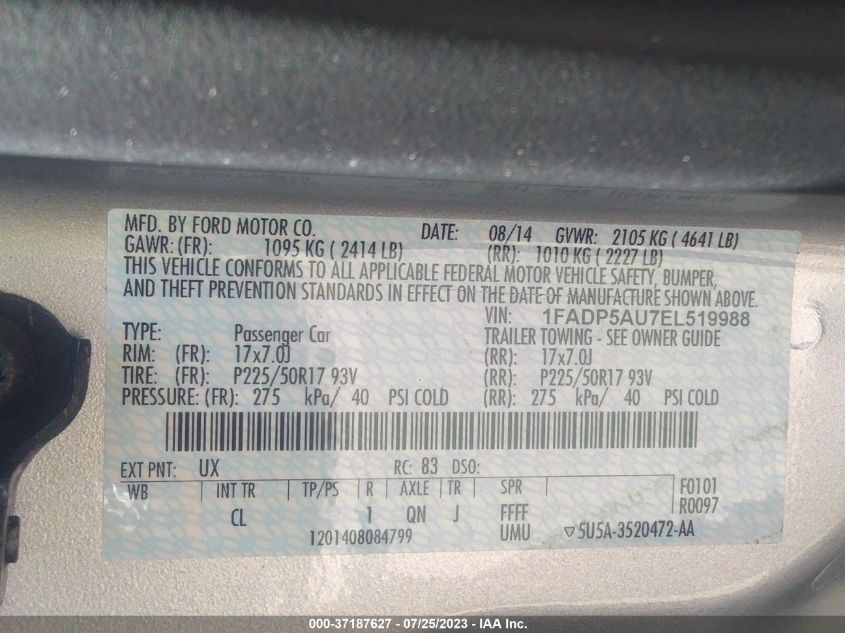 MFD. BY FORD MOTOR CO. DATE: 08/14 GVWR: 2105 KG ( 4641 LB)
GAWR: (FR): 1095 KG ( 2414 LB) (RR): 1010 KG ( 2227 LB)
THIS VEHICLE CONFORMS TO ALL APPLICABLE FEDERAL MOTOR VEHICLE SAFETY, BUMPER,
AND THEFT PREVENTION STANDARDS IN EFFECT ON THE DATE OF MANUFACTURE SHOWN ABOVE.
VIN: 1FADP5AU7EL519988
TYPE: Passenger Car TRAILER TOWING - SEE OWNER GUIDE
RIM: (FR): 17x7.0J (RR): 17x7.0J
TIRE: (FR): P225/50R17 93V (RR): P225/50R17 93V
PRESSURE: (FR): 275 kPa/ 40 PSI COLD (RR): 275 kPa/ 40 PSI COLD
EXT PNT: UX RC: 83 DSO:
WB INT TR TP/PS R AXLE TR SPR F0101
R0097
CL 1 QN J FFFF
1201408084799 UMU ▽5U5A-3520472-AA
000-37187627 - 07/25/2023 - IAA Inc.